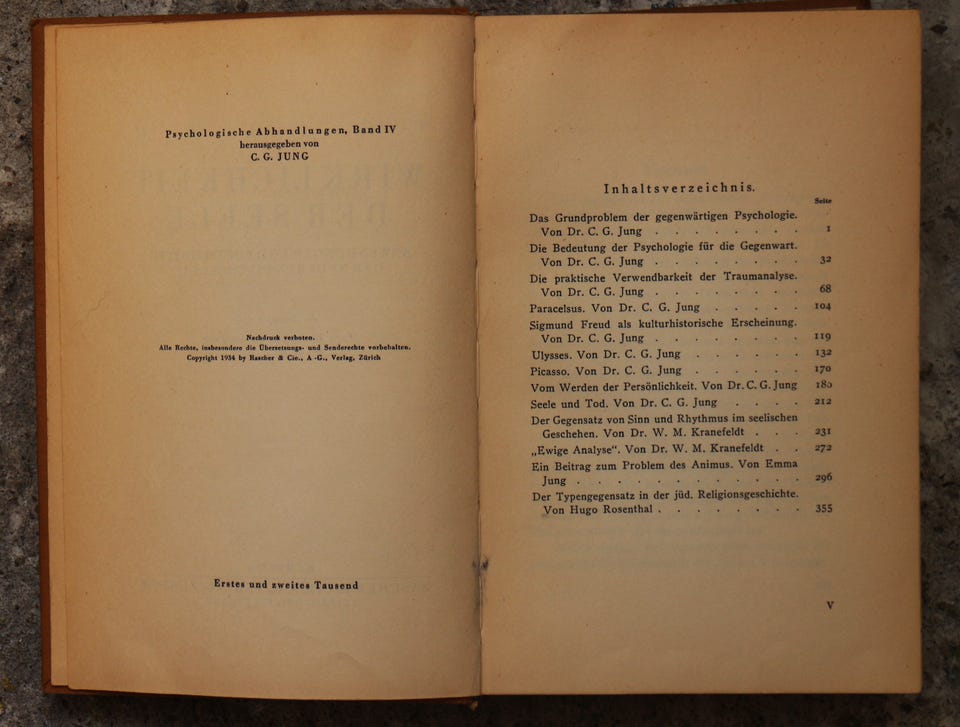 Psychologische Abhandlungen, Band IV
herausgegeben von
C. G. JUNG
Nachdruck verboten.
Alle Rechte, insbesondere die Übersetzungs- und Senderechte vorbehalten.
Copyright 1934 by Rascher & Cie., A -G., Verlag, Zürich
Erstes und zweites Tausend
Inhaltsverzeichnis.
Seite
Das Grundproblem der gegenwärtigen Psychologie.
Von Dr. C. G. Jung . . . . . . . . 1
Die Bedeutung der Psychologie für die Gegenwart.
Von Dr. C. G. Jung . . . . . . . . 32
Die praktische Verwendbarkeit der Traumanalyse.
Von Dr. C. G. Jung . . . . . . . . 68
Paracelsus. Von Dr. C. G. Jung . . . . . 104
Sigmund Freud als kulturhistorische Erscheinung.
Von Dr. C. G. Jung . . . . . . . . 119
Ulysses. Von Dr. C. G. Jung . . . . . . 132
Picasso. Von Dr. C. G. Jung . . . . . . 170
Vom Werden der Persönlichkeit. Von Dr. C. G. Jung 180
Seele und Tod. Von Dr. C. G. Jung . . . . 212
Der Gegensatz von Sinn und Rhythmus im seelischen
Geschehen. Von Dr. W. M. Kranefeldt . . . 231
„Ewige Analyse". Von Dr. W. M. Kranefeldt . . 272
Ein Beitrag zum Problem des Animus. Von Emma
Jung . . . . . . . . . . . . 296
Der Typengegensatz in der jüd. Religionsgeschichte.
Von Hugo Rosenthal . . . . . . . 355
V